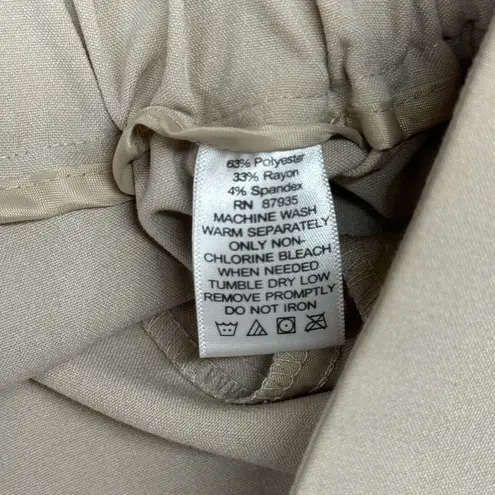 63% Polyester
33% Rayon
4% Spandex
RN 87935
MACHINE WASH
WARM SEPARATELY
ONLY NON-
CHLORINE BLEACH
WHEN NEEDED
TUMBLE DRY LOW
REMOVE PROMPTLY
DO NOT IRON